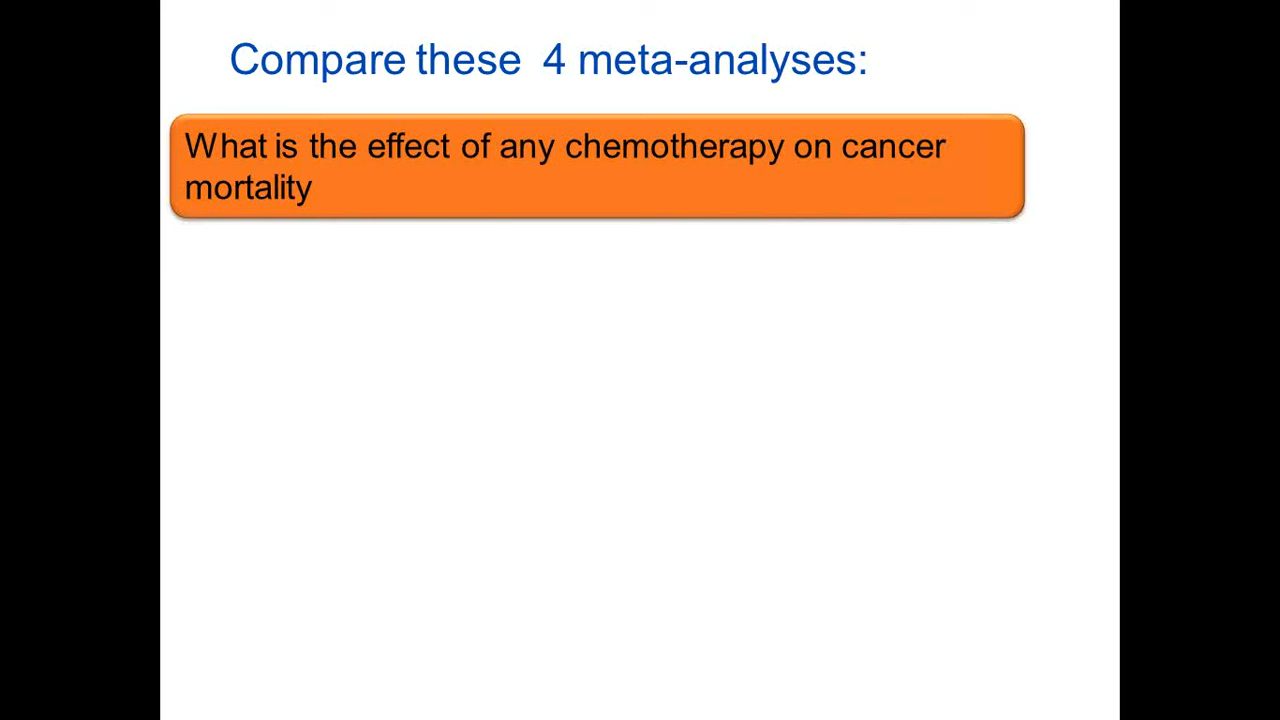 Compare these 4 meta-analyses:
What is the effect of any chemotherapy on cancer
mortality